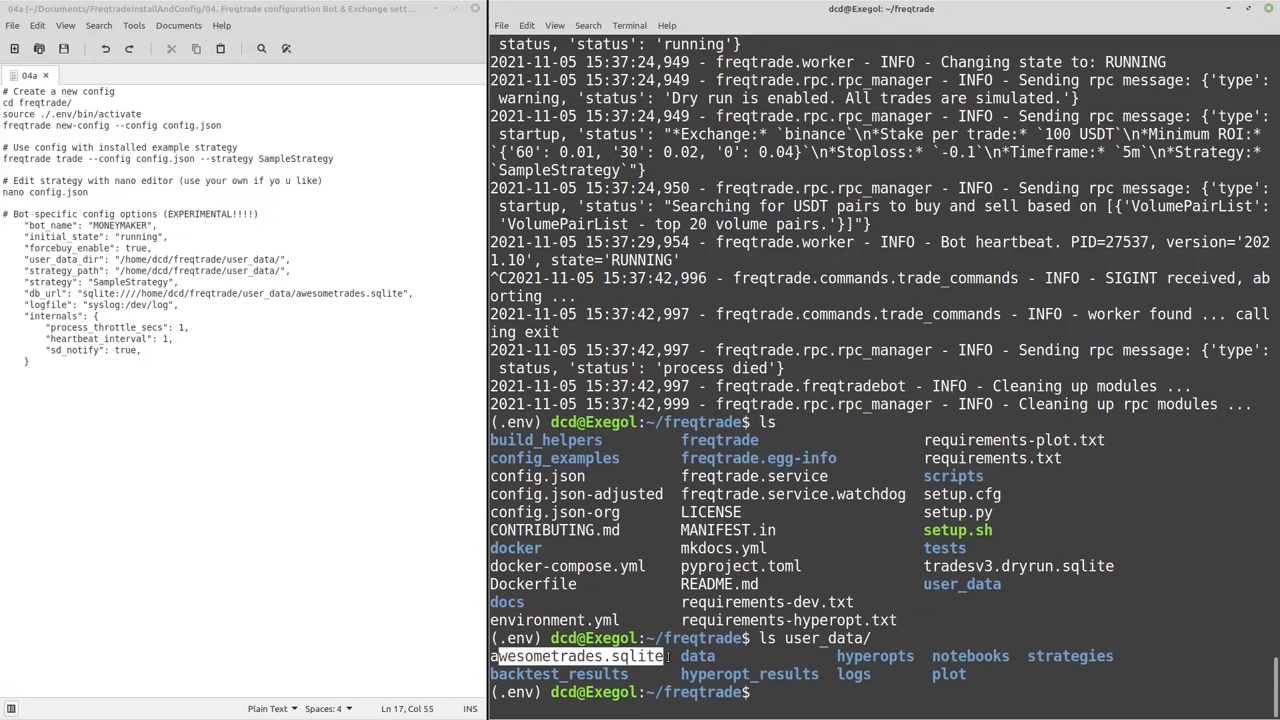 04a (~/Documents/FreqtradeInstallAndConfig/04. Freqtrade configuration Bot & Exchange sett...
File Edit View Search Tools Documents Help
04a
# Create a new config
cd freqtrade/
source ./.env/bin/activate
freqtrade new-config --config config.json
# Use config with installed example strategy
freqtrade trade --config config.json --strategy SampleStrategy
# Edit strategy with nano editor (use your own if yo u like)
nano config.json
# Bot specific config options (EXPERIMENTAL!!!!)
"bot_name": "MONEYMAKER",
"initial_state": "running",
"forcebuy_enable": true,
"user_data_dir": "/home/dcd/freqtrade/user_data/",
"strategy_path": "/home/dcd/freqtrade/user_data/",
"strategy": "SampleStrategy",
"db_url": "sqlite:////home/dcd/freqtrade/user_data/awesometrades.sqlite",
"logfile": "syslog:/dev/log",
"internals": {
"process_throttle_secs": 1,
"heartbeat_interval": 1,
"sd_notify": true,
}
Plain Text Spaces: 4 Ln 17, Col 55 INS
dcd@Exegol: ~/freqtrade
File Edit View Search Terminal Help
status, 'status': 'running'}
2021-11-05 15:37:24,949 - freqtrade.worker - INFO - Changing state to: RUNNING
2021-11-05 15:37:24,949 - freqtrade.rpc.rpc_manager - INFO - Sending rpc message: {'type':
warning, 'status': 'Dry run is enabled. All trades are simulated.'}
2021-11-05 15:37:24,949 - freqtrade.rpc.rpc_manager - INFO - Sending rpc message: {'type':
startup, 'status': "*Exchange:* `binance`\n*Stake per trade:* `100 USDT`\n*Minimum ROI:*
`{'60': 0.01, '30': 0.02, '0': 0.04}`\n*Stoploss:* `-0.1`\n*Timeframe:* `5m`\n*Strategy:*
`SampleStrategy`"}
2021-11-05 15:37:24,950 - freqtrade.rpc.rpc_manager - INFO - Sending rpc message: {'type':
startup, 'status': "Searching for USDT pairs to buy and sell based on [{'VolumePairList':
'VolumePairList - top 20 volume pairs.'}]"}
2021-11-05 15:37:29,954 - freqtrade.worker - INFO - Bot heartbeat. PID=27537, version='202
1.10', state='RUNNING'
^C2021-11-05 15:37:42,996 - freqtrade.commands.trade_commands - INFO - SIGINT received, ab
orting ...
2021-11-05 15:37:42,997 - freqtrade.commands.trade_commands - INFO - worker found ... call
ing exit
2021-11-05 15:37:42,997 - freqtrade.rpc.rpc_manager - INFO - Sending rpc message: {'type':
status, 'status': 'process died'}
2021-11-05 15:37:42,997 - freqtrade.freqtradebot - INFO - Cleaning up modules ...
2021-11-05 15:37:42,999 - freqtrade.rpc.rpc_manager - INFO - Cleaning up rpc modules ...
(.env) dcd@Exegol:~/freqtrade$ ls
build_helpers freqtrade requirements-plot.txt
config_examples freqtrade.egg-info requirements.txt
config.json freqtrade.service scripts
config.json-adjusted freqtrade.service.watchdog setup.cfg
config.json-org LICENSE setup.py
CONTRIBUTING.md MANIFEST.in setup.sh
docker mkdocs.yml tests
docker-compose.yml pyproject.toml tradesv3.dryrun.sqlite
Dockerfile README.md user_data
docs requirements-dev.txt
environment.yml requirements-hyperopt.txt
(.env) dcd@Exegol:~/freqtrade$ ls user_data/
awesometrades.sqlite data hyperopts notebooks strategies
backtest_results hyperopt_results logs plot
(.env) dcd@Exegol:~/freqtrade$